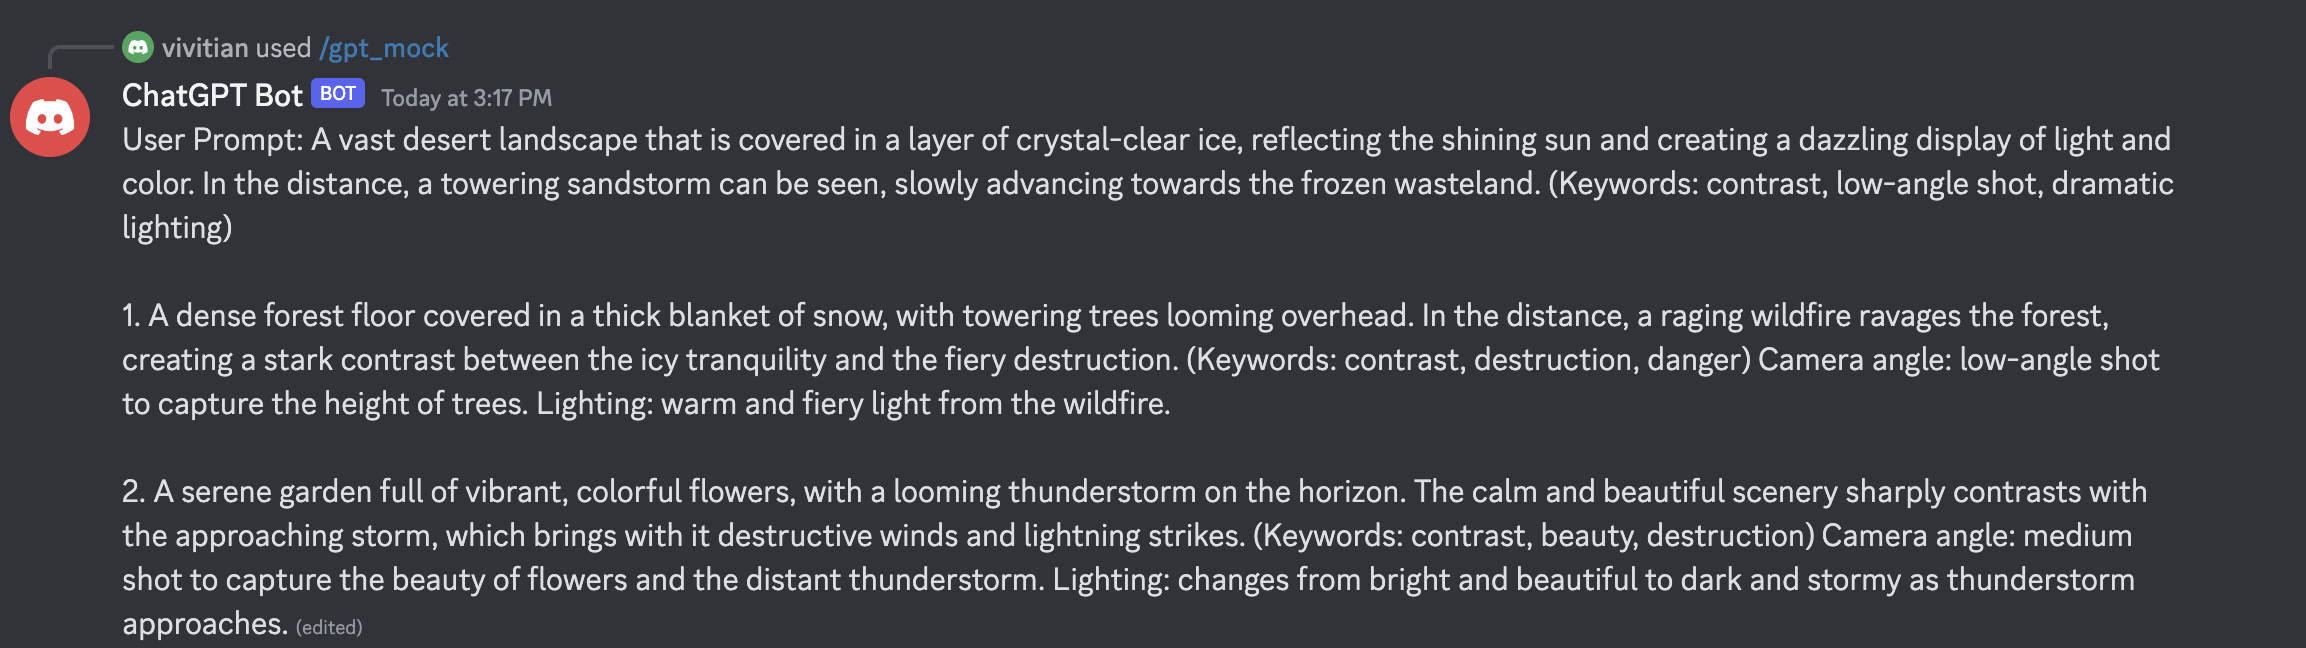 vivitian used /gpt_mock
ChatGPT Bot BOT Today at 3:17 PM
User Prompt: A vast desert landscape that is covered in a layer of crystal-clear ice, reflecting the shining sun and creating a dazzling display of light and
color. In the distance, a towering sandstorm can be seen, slowly advancing towards the frozen wasteland. (Keywords: contrast, low-angle shot, dramatic
lighting)
1. A dense forest floor covered in a thick blanket of snow, with towering trees looming overhead. In the distance, a raging wildfire ravages the forest,
creating a stark contrast between the icy tranquility and the fiery destruction. (Keywords: contrast, destruction, danger) Camera angle: low-angle shot
to capture the height of trees. Lighting: warm and fiery light from the wildfire.
2. A serene garden full of vibrant, colorful flowers, with a looming thunderstorm on the horizon. The calm and beautiful scenery sharply contrasts with
the approaching storm, which brings with it destructive winds and lightning strikes. (Keywords: contrast, beauty, destruction) Camera angle: medium
shot to capture the beauty of flowers and the distant thunderstorm. Lighting: changes from bright and beautiful to dark and stormy as thunderstorm
approaches. (edited)